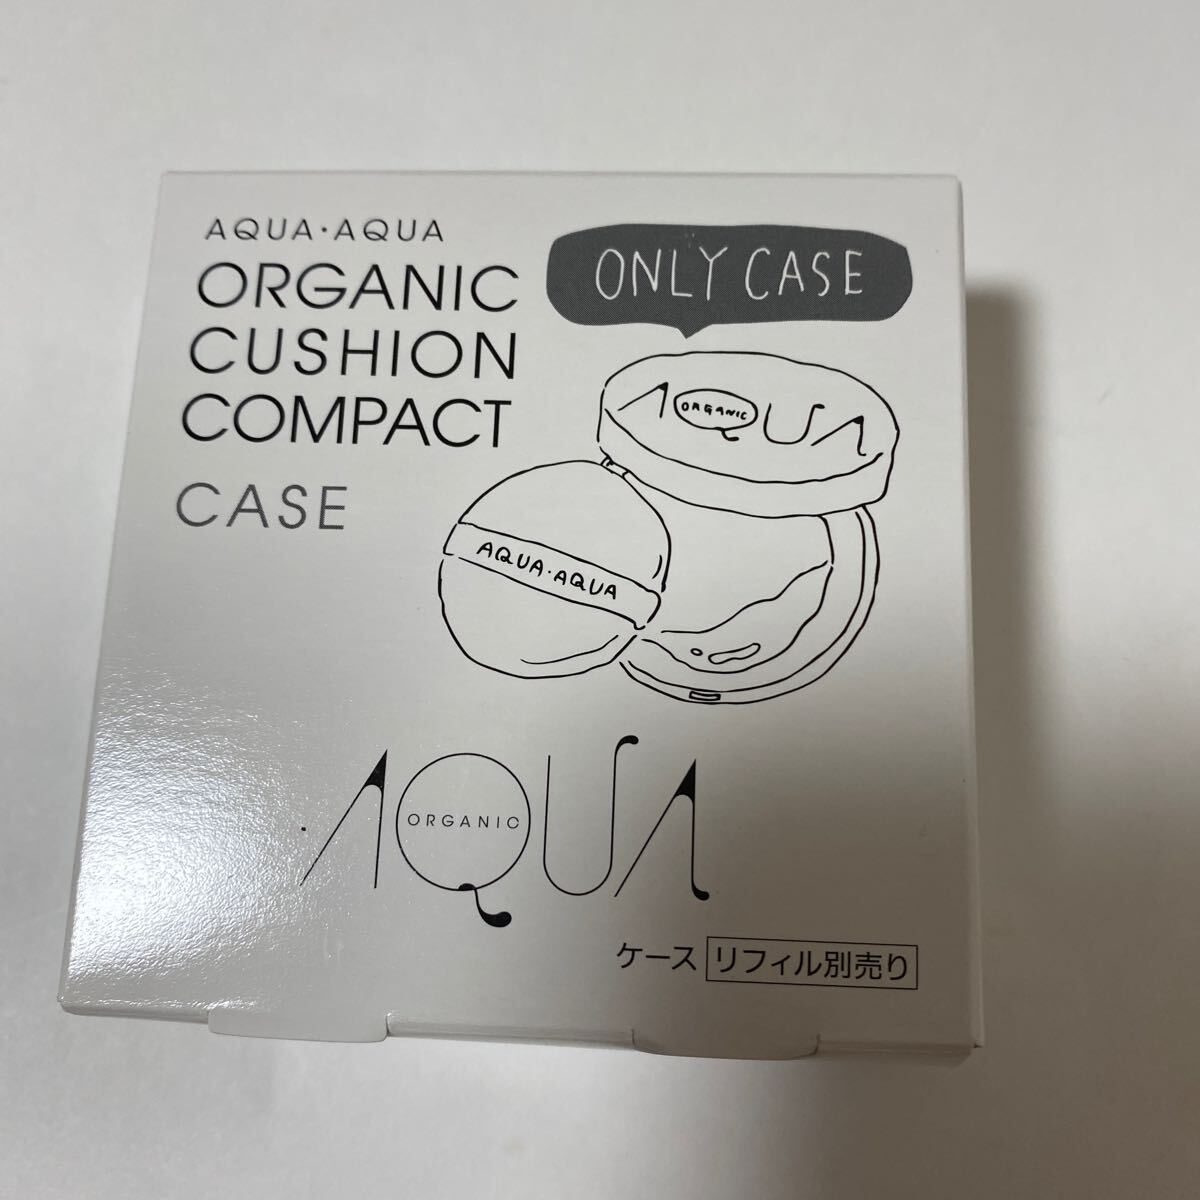 AQUA・AQUA
ORGANIC
CUSHION
COMPACT
CASE
ONLY CASE
AQUA
ORGANIC
AQUA・AQUA
AQUA
ORGANIC
ケース リフィル別売り